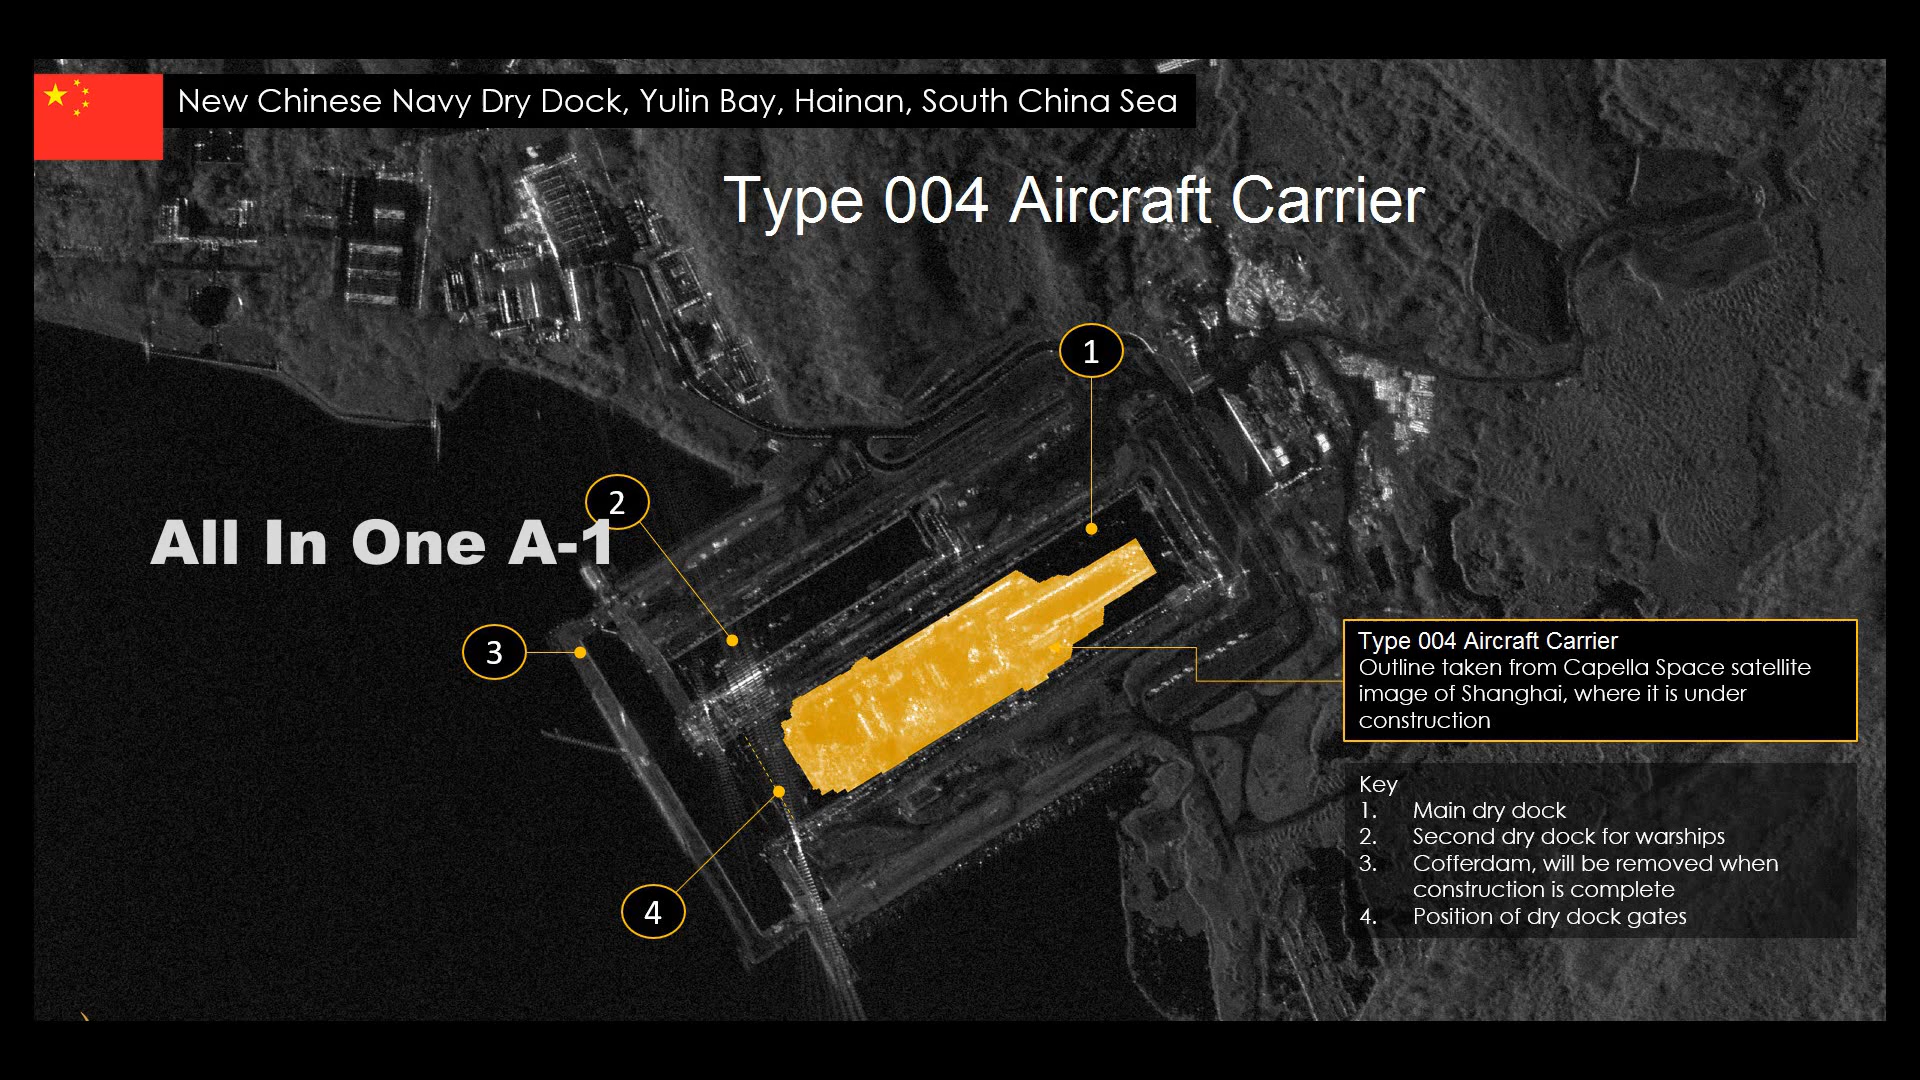 New Chinese Navy Dry Dock, Yulin Bay, Hainan, South China Sea
Type 004 Aircraft Carrier
1
2
All In One A-1
3
Type 004 Aircraft Carrier
Outline taken from Capella Space satellite
image of Shanghai, where it is under
construction
4
Key
1. Main dry dock
2. Second dry dock for warships
3. Cofferdam, will be removed when
construction is complete
4. Position of dry dock gates